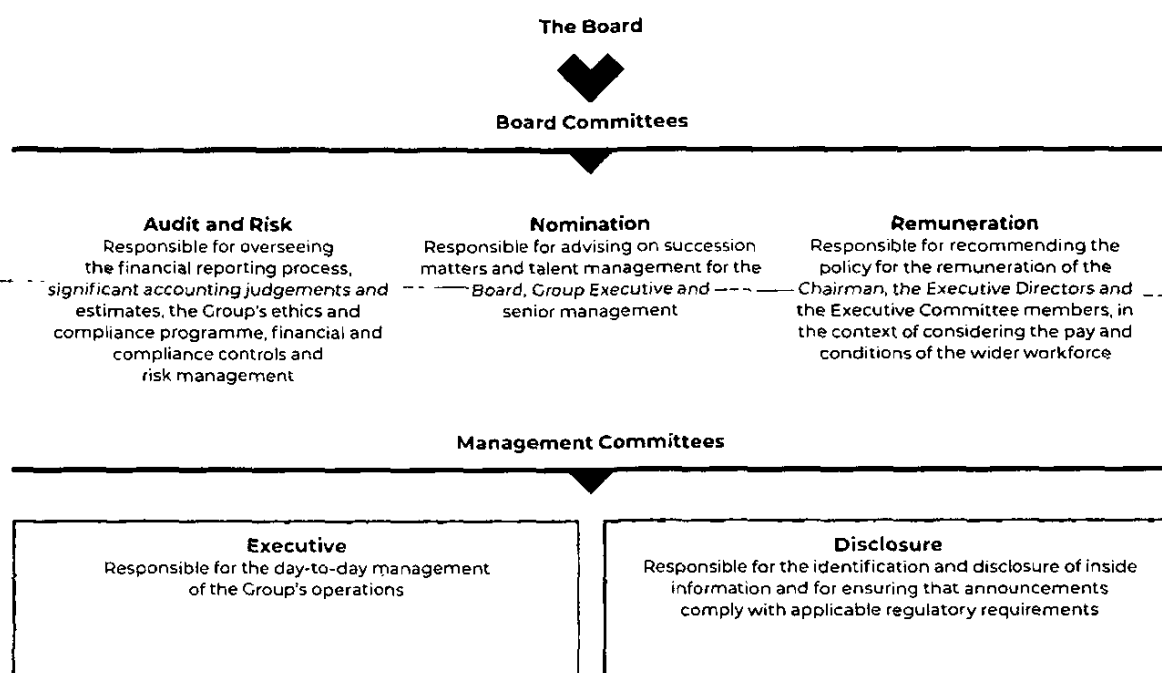 The Board
Board Committees
Audit and Risk
Responsible for overseeing
the financial reporting process,
significant accounting judgements and
estimates, the Group's ethics and
compliance programme, financial and
compliance controls and
risk management
Nomination
Responsible for advising on succession
matters and talent management for the
Board, Group Executive and
senior management
Remuneration
Responsible for recommending the
policy for the remuneration of the
Chairman, the Executive Directors and
the Executive Committee members, in
the context of considering the pay and
conditions of the wider workforce
Management Committees
Executive
Responsible for the day-to-day management
of the Group's operations
Disclosure
Responsible for the identification and disclosure of inside
information and for ensuring that announcements
comply with applicable regulatory requirements